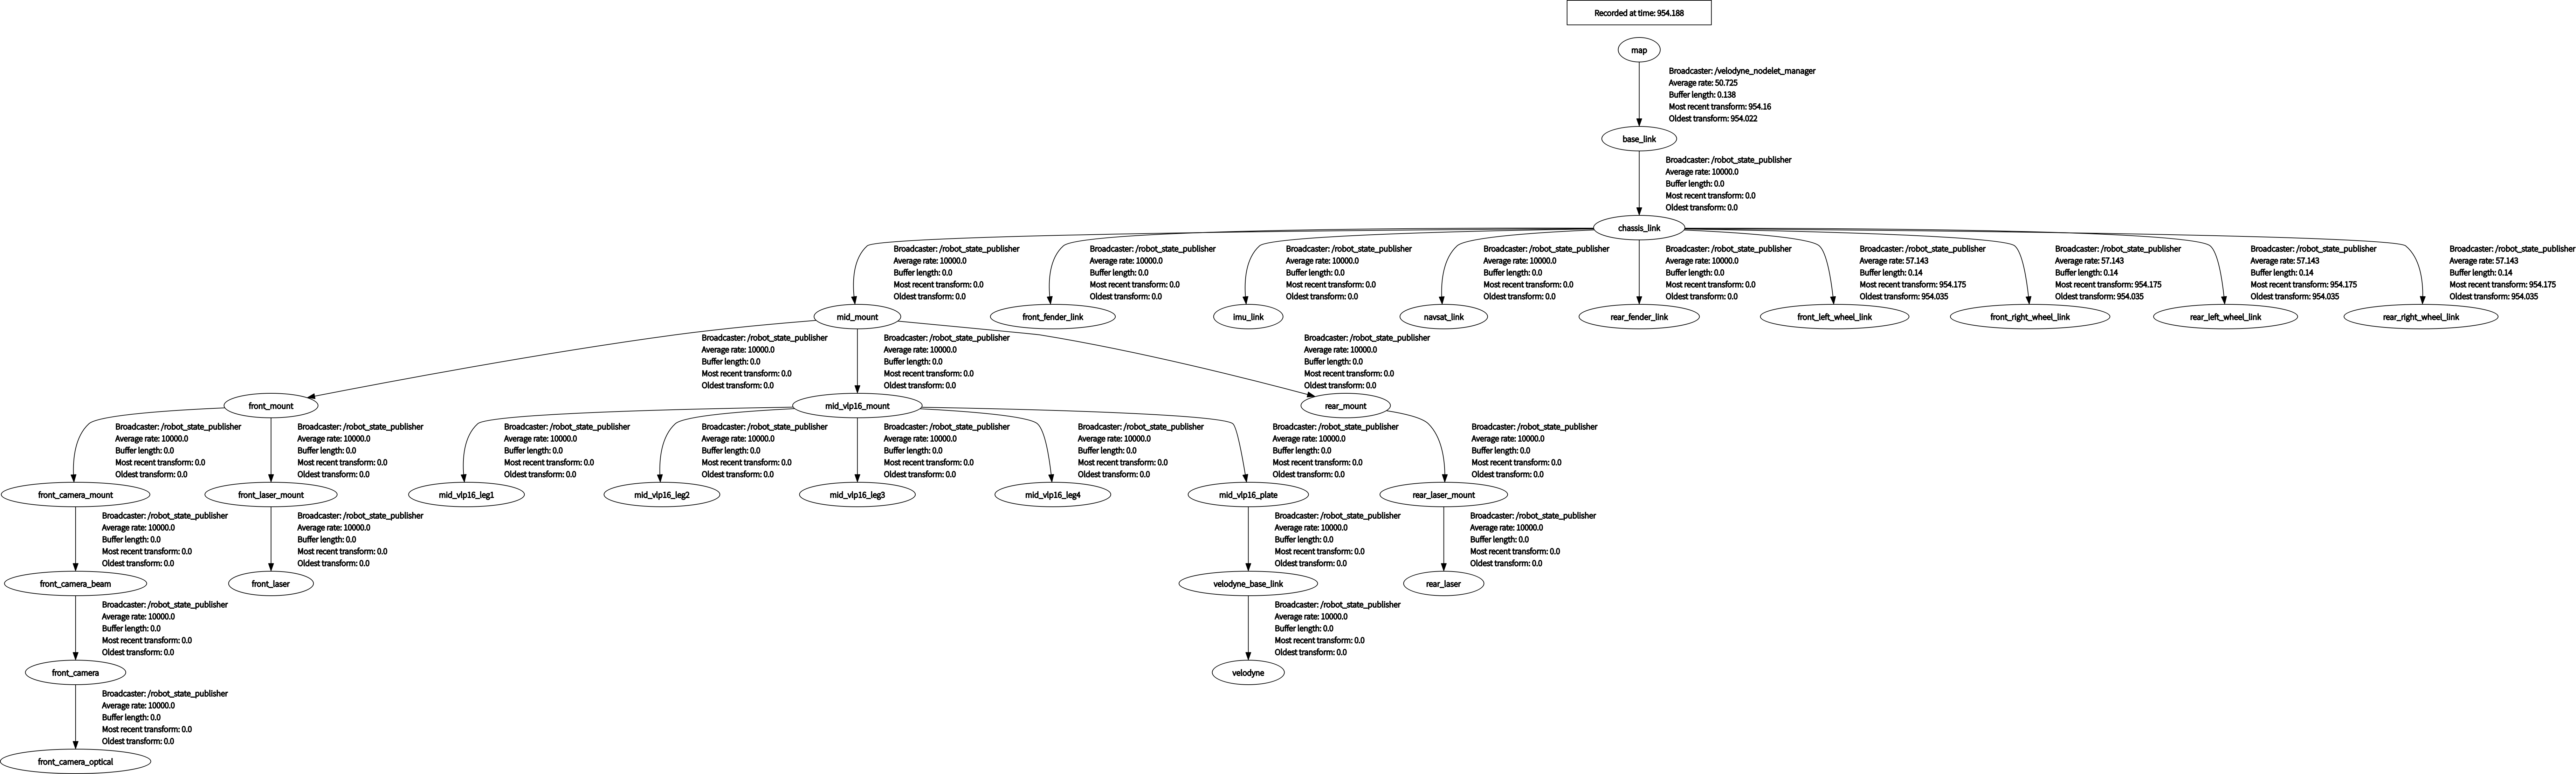 Recorded at time: 954.188
map
Broadcaster: /velodyne_nodelet_manager
Average rate: 50.725
Buffer length: 0.138
Most recent transform: 954.16
Oldest transform: 954.022
base_link
Broadcaster: /robot_state_publisher
Average rate: 10000.0
Buffer length: 0.0
Most recent transform: 0.0
Oldest transform: 0.0
chassis_link
Broadcaster: /robot_state_publisher
Average rate: 10000.0
Buffer length: 0.0
Most recent transform: 0.0
Oldest transform: 0.0
Broadcaster: /robot_state_publisher
Average rate: 10000.0
Buffer length: 0.0
Most recent transform: 0.0
Oldest transform: 0.0
Broadcaster: /robot_state_publisher
Average rate: 10000.0
Buffer length: 0.0
Most recent transform: 0.0
Oldest transform: 0.0
Broadcaster: /robot_state_publisher
Average rate: 10000.0
Buffer length: 0.0
Most recent transform: 0.0
Oldest transform: 0.0
Broadcaster: /robot_state_publisher
Average rate: 10000.0
Buffer length: 0.0
Most recent transform: 0.0
Oldest transform: 0.0
Broadcaster: /robot_state_publisher
Average rate: 57.143
Buffer length: 0.14
Most recent transform: 954.175
Oldest transform: 954.035
Broadcaster: /robot_state_publisher
Average rate: 57.143
Buffer length: 0.14
Most recent transform: 954.175
Oldest transform: 954.035
Broadcaster: /robot_state_publisher
Average rate: 57.143
Buffer length: 0.14
Most recent transform: 954.175
Oldest transform: 954.035
Broadcaster: /robot_state_publisher
Average rate: 57.143
Buffer length: 0.14
Most recent transform: 954.175
Oldest transform: 954.035
mid_mount
front_fender_link
imu_link
navsat_link
rear_fender_link
front_left_wheel_link
front_right_wheel_link
rear_left_wheel_link
rear_right_wheel_link
Broadcaster: /robot_state_publisher
Average rate: 10000.0
Buffer length: 0.0
Most recent transform: 0.0
Oldest transform: 0.0
Broadcaster: /robot_state_publisher
Average rate: 10000.0
Buffer length: 0.0
Most recent transform: 0.0
Oldest transform: 0.0
Broadcaster: /robot_state_publisher
Average rate: 10000.0
Buffer length: 0.0
Most recent transform: 0.0
Oldest transform: 0.0
front_mount
mid_vlp16_mount
rear_mount
Broadcaster: /robot_state_publisher
Average rate: 10000.0
Buffer length: 0.0
Most recent transform: 0.0
Oldest transform: 0.0
Broadcaster: /robot_state_publisher
Average rate: 10000.0
Buffer length: 0.0
Most recent transform: 0.0
Oldest transform: 0.0
Broadcaster: /robot_state_publisher
Average rate: 10000.0
Buffer length: 0.0
Most recent transform: 0.0
Oldest transform: 0.0
Broadcaster: /robot_state_publisher
Average rate: 10000.0
Buffer length: 0.0
Most recent transform: 0.0
Oldest transform: 0.0
Broadcaster: /robot_state_publisher
Average rate: 10000.0
Buffer length: 0.0
Most recent transform: 0.0
Oldest transform: 0.0
Broadcaster: /robot_state_publisher
Average rate: 10000.0
Buffer length: 0.0
Most recent transform: 0.0
Oldest transform: 0.0
Broadcaster: /robot_state_publisher
Average rate: 10000.0
Buffer length: 0.0
Most recent transform: 0.0
Oldest transform: 0.0
Broadcaster: /robot_state_publisher
Average rate: 10000.0
Buffer length: 0.0
Most recent transform: 0.0
Oldest transform: 0.0
front_camera_mount
front_laser_mount
mid_vlp16_leg1
mid_vlp16_leg2
mid_vlp16_leg3
mid_vlp16_leg4
mid_vlp16_plate
rear_laser_mount
Broadcaster: /robot_state_publisher
Average rate: 10000.0
Buffer length: 0.0
Most recent transform: 0.0
Oldest transform: 0.0
Broadcaster: /robot_state_publisher
Average rate: 10000.0
Buffer length: 0.0
Most recent transform: 0.0
Oldest transform: 0.0
Broadcaster: /robot_state_publisher
Average rate: 10000.0
Buffer length: 0.0
Most recent transform: 0.0
Oldest transform: 0.0
Broadcaster: /robot_state_publisher
Average rate: 10000.0
Buffer length: 0.0
Most recent transform: 0.0
Oldest transform: 0.0
front_camera_beam
front_laser
velodyne_base_link
rear_laser
Broadcaster: /robot_state_publisher
Average rate: 10000.0
Buffer length: 0.0
Most recent transform: 0.0
Oldest transform: 0.0
Broadcaster: /robot_state_publisher
Average rate: 10000.0
Buffer length: 0.0
Most recent transform: 0.0
Oldest transform: 0.0
front_camera
velodyne
Broadcaster: /robot_state_publisher
Average rate: 10000.0
Buffer length: 0.0
Most recent transform: 0.0
Oldest transform: 0.0
front_camera_optical